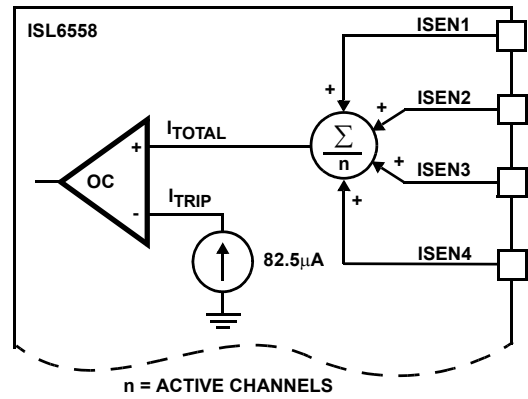 ISL6558
ISEN1
+
+
ISEN2
I_TOTAL
Σ
n
+
ISEN3
+
OC
I_TRIP
+
-
82.5μA
ISEN4
n = ACTIVE CHANNELS